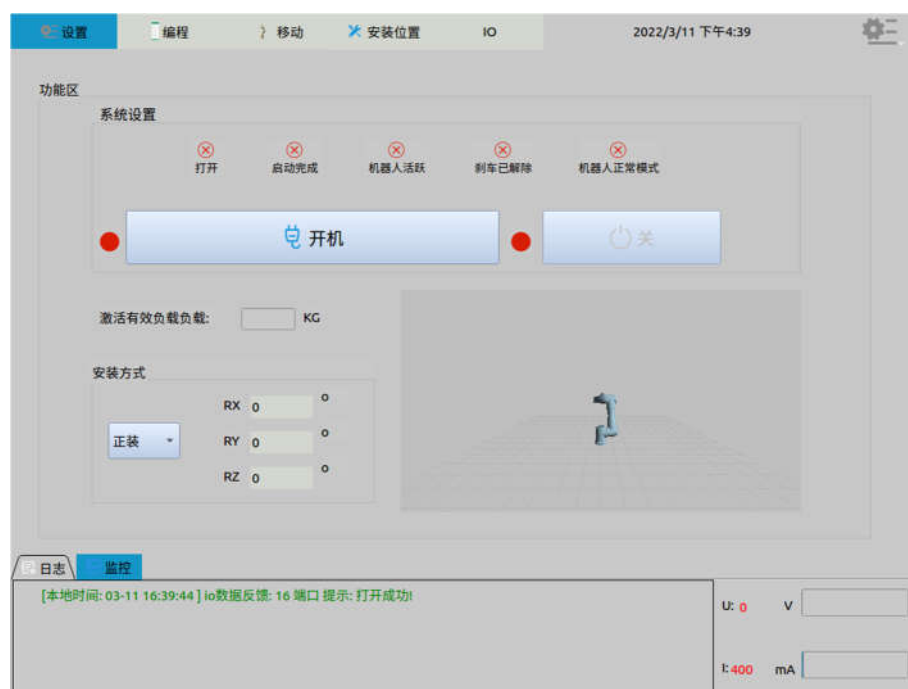 设置 编程 移动 安装位置 IO 2022/3/11 下午4:39
功能区
系统设置
打开 启动完成 机器人活跃 刹车已解除 机器人正常模式
开机 关
激活有效负载负载: KG
安装方式
RX 0 °
正装 RY 0 °
RZ 0 °
日志 监控
[本地时间: 03-11 16:39:44 ] io数据反馈: 16 端口 提示: 打开成功!
U: 0 V
I: 400 mA